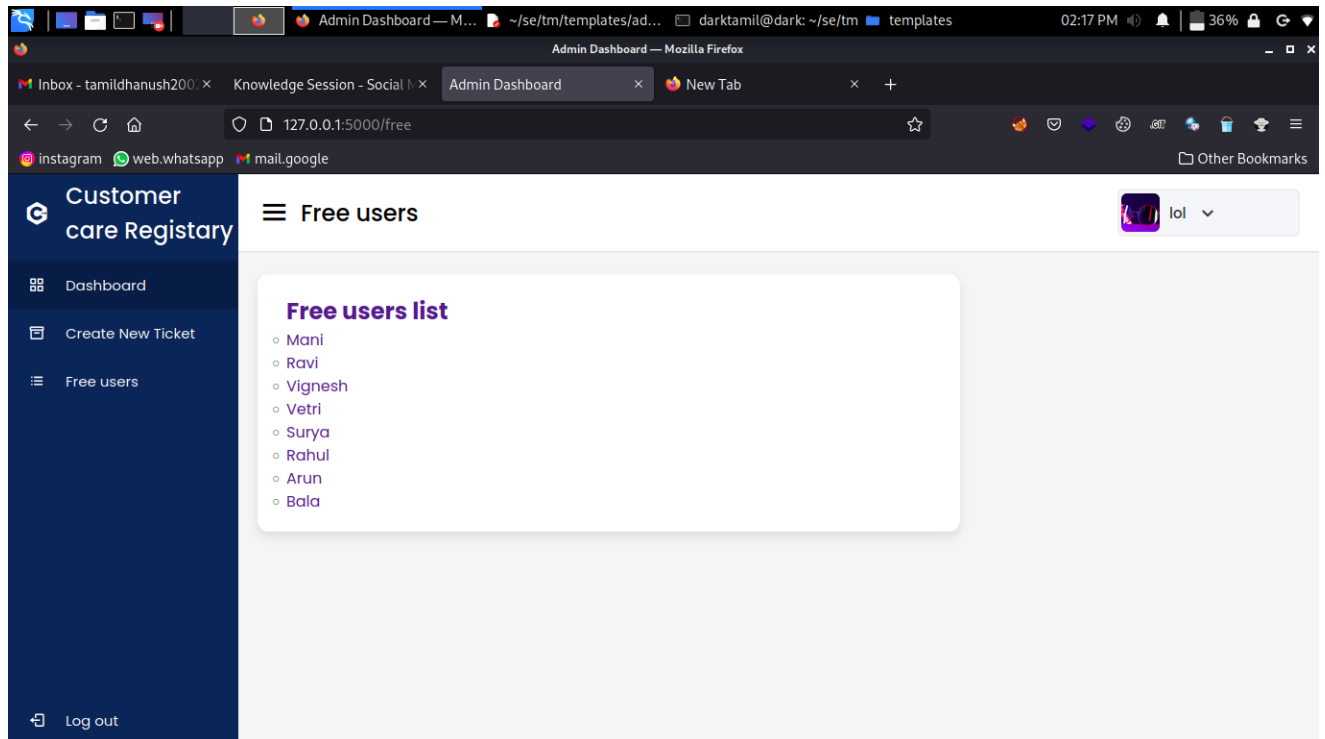 Admin Dashboard — M... ~/se/tm/templates/ad... darktamil@dark: ~/se/tm templates 02:17 PM 36%
Admin Dashboard — Mozilla Firefox
Inbox - tamildhanush200 Knowledge Session - Social Admin Dashboard New Tab
127.0.0.1:5000/free
instagram web.whatsapp mail.google Other Bookmarks
Customer
care Registary
Free users
lol
Dashboard
Create New Ticket
Free users
Free users list
Mani
Ravi
Vignesh
Vetri
Surya
Rahul
Arun
Bala
Log out